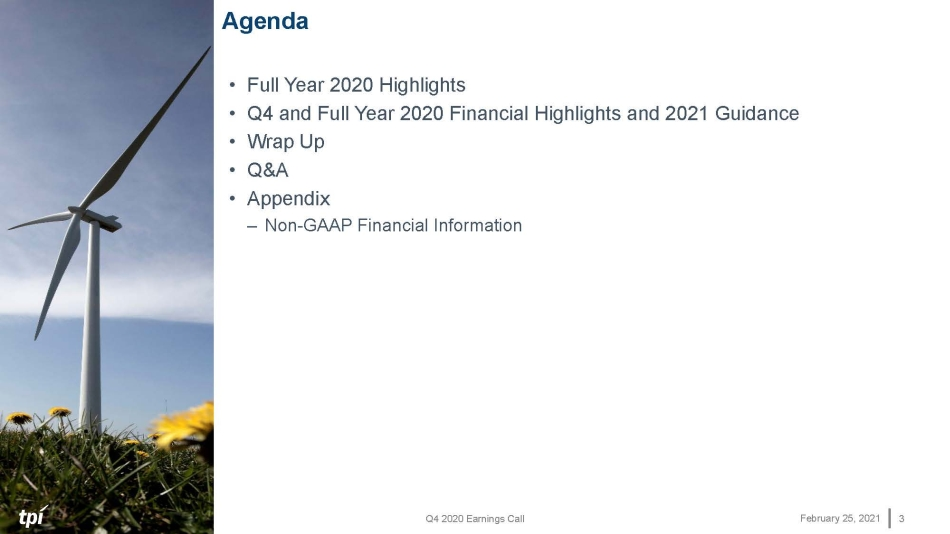 Agenda
• Full Year 2020 Highlights
• Q4 and Full Year 2020 Financial Highlights and 2021 Guidance
• Wrap Up
• Q&A
• Appendix
– Non-GAAP Financial Information
tpi
Q4 2020 Earnings Call
February 25, 2021
3